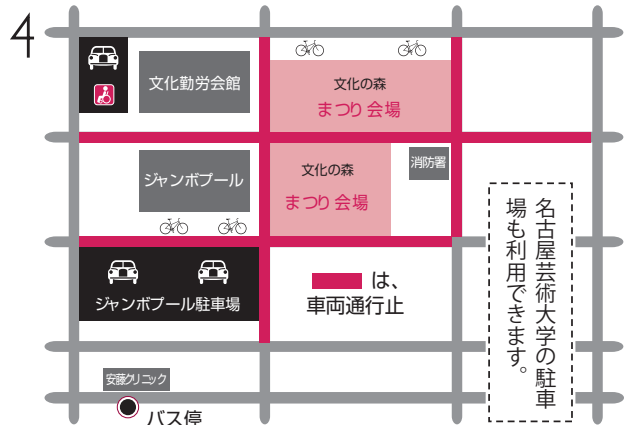 4
文化勤労会館
文化の森
まつり会場
ジャンボプール
文化の森
まつり会場
消防署
ジャンボプール駐車場
は、
車両通行止
名古屋芸術大学の駐車
場も利用できます。
安藤クリニック
バス停